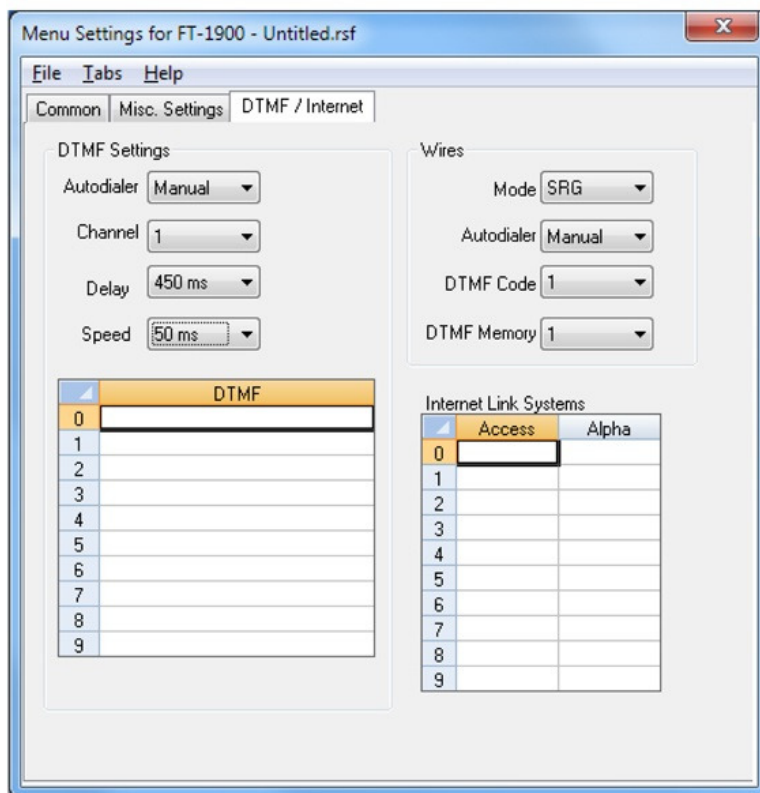 Menu Settings for FT-1900 - Untitled.rsf
x
File Tabs Help
Common Misc. Settings DTMF / Internet
DTMF Settings
Autodialer Manual
Channel 1
Delay 450 ms
Speed 50 ms
DTMF
0
1
2
3
4
5
6
7
8
9
Wires
Mode SRG
Autodialer Manual
DTMF Code 1
DTMF Memory 1
Internet Link Systems
Access Alpha
0
1
2
3
4
5
6
7
8
9